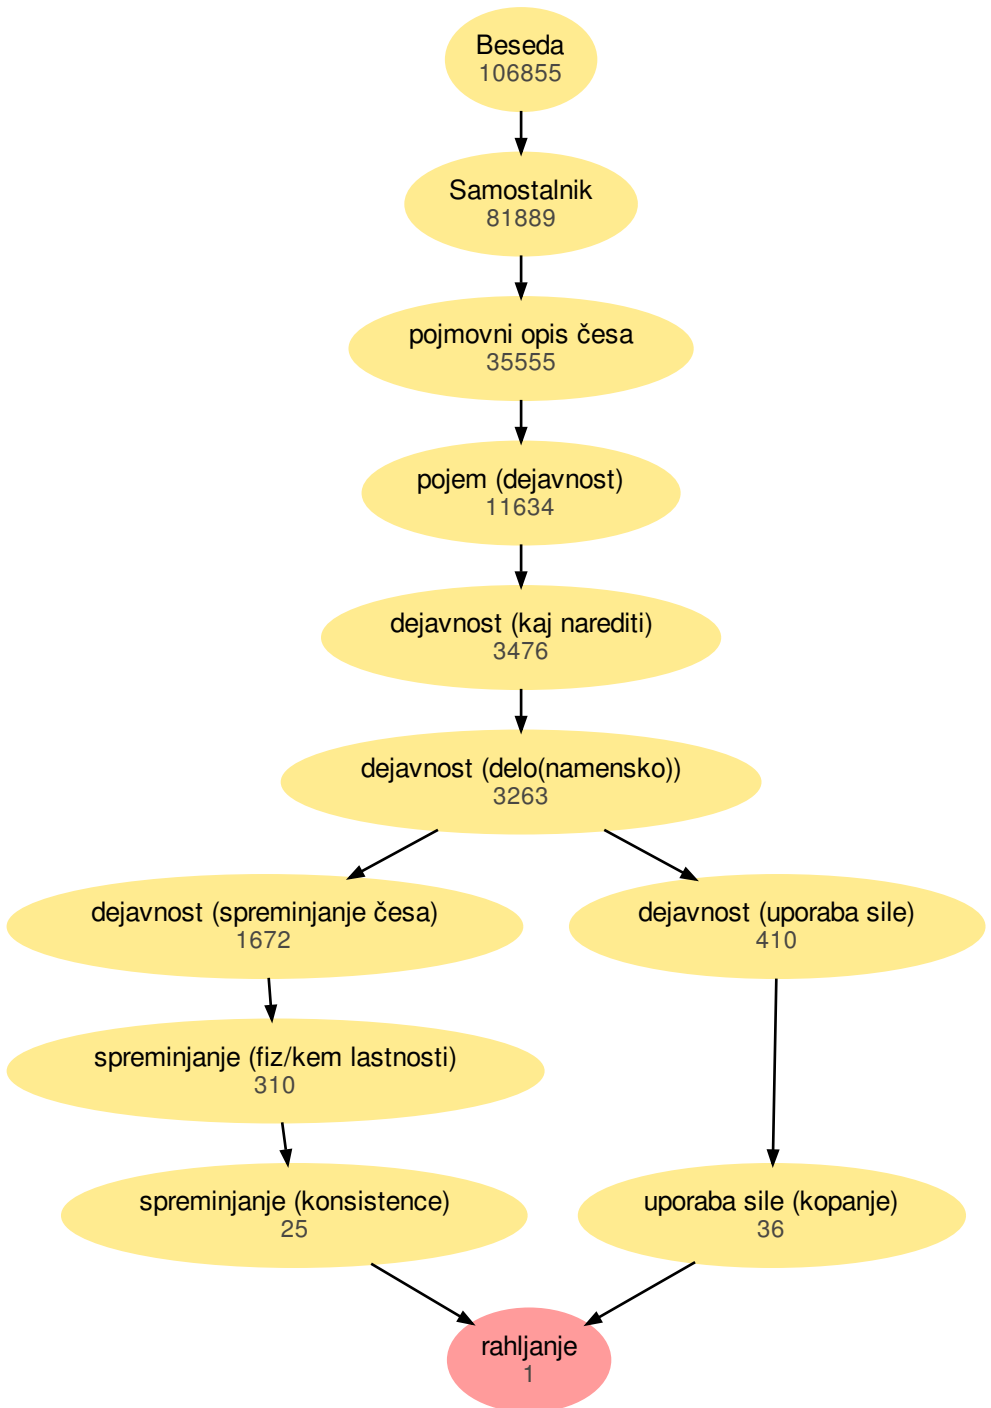 Beseda
106855
Samostalnik
81889
pojmovni opis česa
35555
pojem (dejavnost)
11634
dejavnost (kaj narediti)
3476
dejavnost (delo(namensko))
3263
dejavnost (spreminjanje česa)
1672
dejavnost (uporaba sile)
410
spreminjanje (fiz/kem lastnosti)
310
spreminjanje (konsistence)
25
uporaba sile (kopanje)
36
rahljanje
1